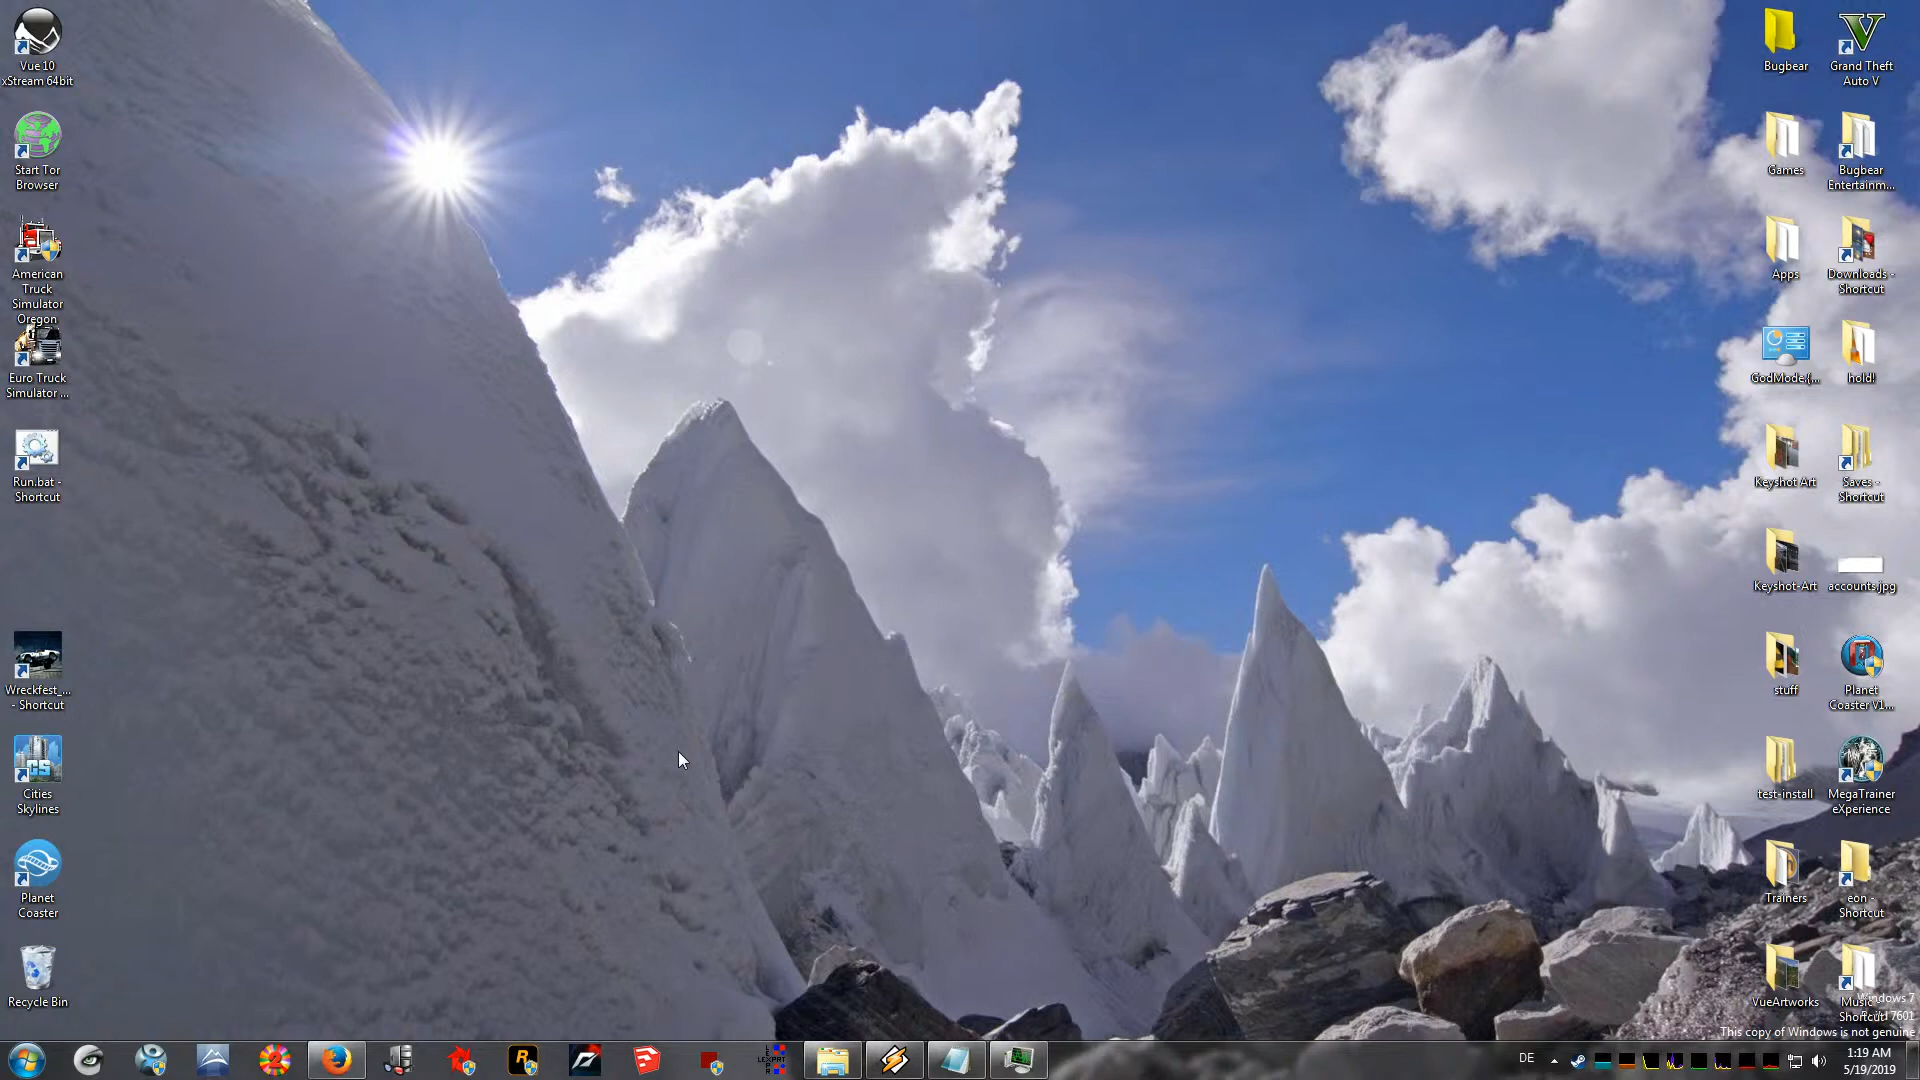 Vue 10
xStream 64bit
Start Tor
Browser
American
Truck
Simulator
Oregon
Euro Truck
Simulator ...
Run.bat -
Shortcut
Wreckfest_...
- Shortcut
Cities
Skylines
Planet
Coaster
Recycle Bin
Bugbear
Games
Apps
GodMode.{...
Keyshot Art
Keyshot-Art
stuff
test-install
Trainers
VueArtworks
Grand Theft
Auto V
Bugbear
Entertainm...
Downloads -
Shortcut
hold!
Saves -
Shortcut
accounts.jpg
Planet
Coaster V1...
MegaTrainer
eXperience
eon -
Shortcut
Music -
Shortcut
Windows 7
7601
This copy of Windows is not genuine
DE
1:19 AM
5/19/2019